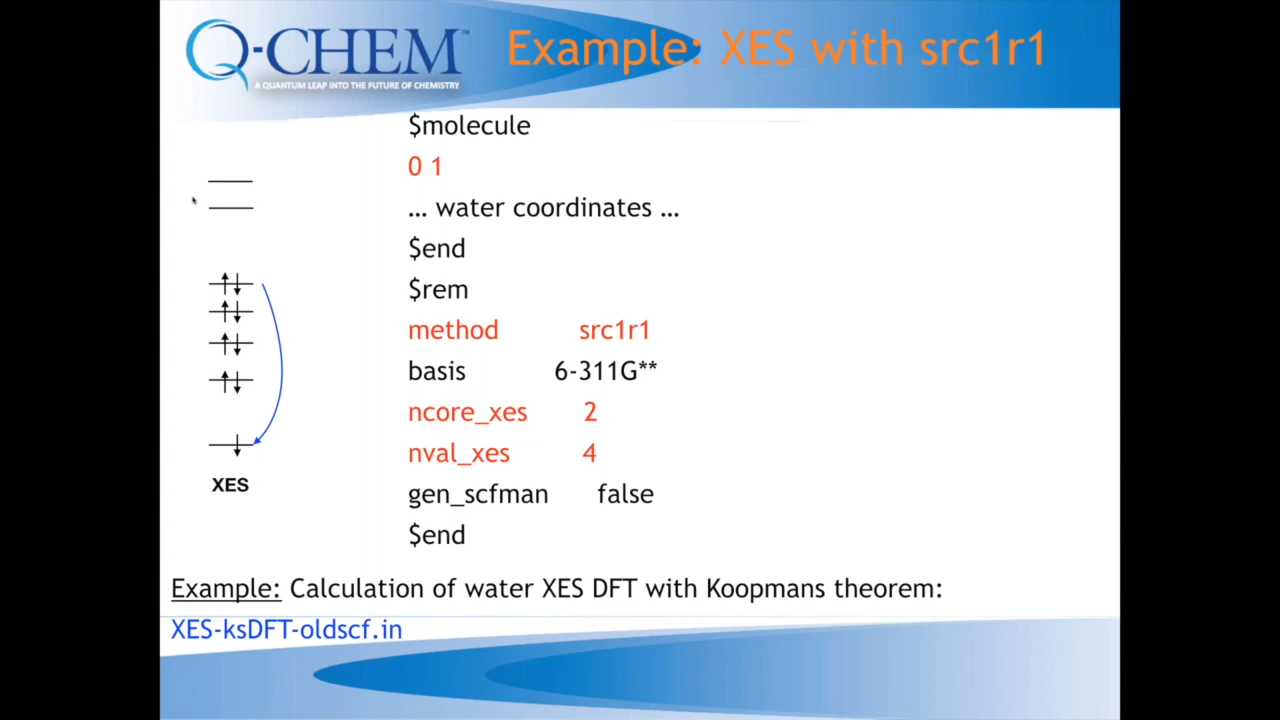 Q-CHEM™
A QUANTUM LEAP INTO THE FUTURE OF CHEMISTRY
Example: XES with src1r1
$molecule
0 1
… water coordinates …
$end
$rem
method src1r1
basis 6-311G**
ncore_xes 2
nval_xes 4
gen_scfman false
$end
XES
Example: Calculation of water XES DFT with Koopmans theorem:
XES-ksDFT-oldscf.in